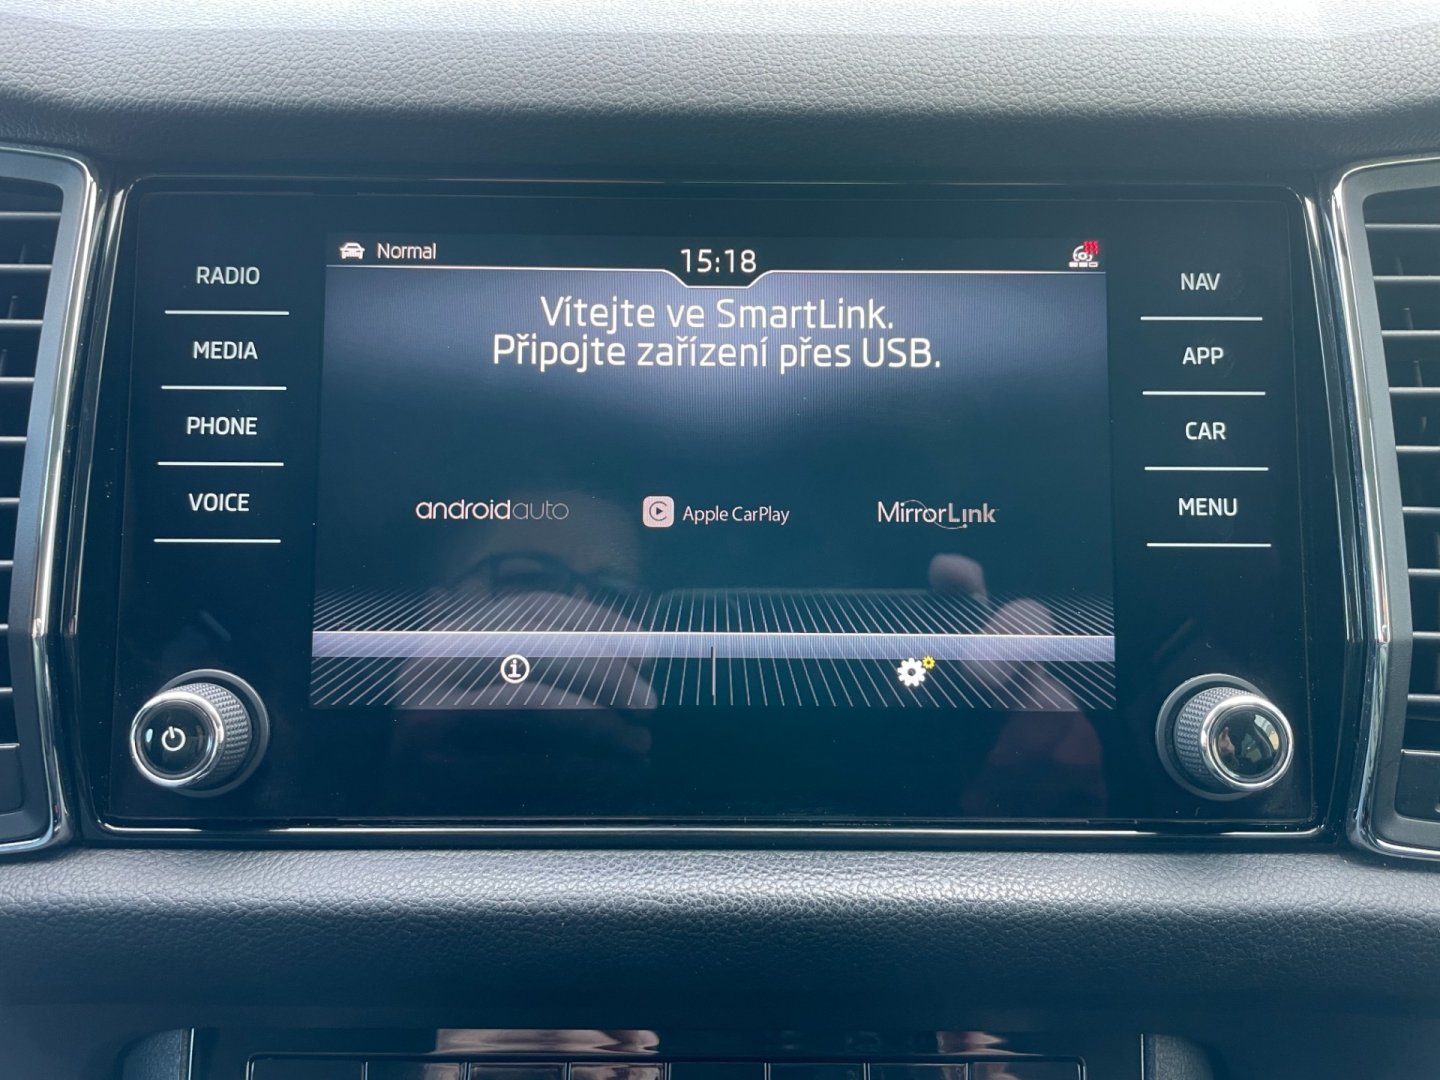 RADIO
MEDIA
PHONE
VOICE
Normal
15:18
Vítejte ve SmartLink.
Připojte zařízení přes USB.
androidauto
Apple CarPlay
MirrorLink
NAV
APP
CAR
MENU